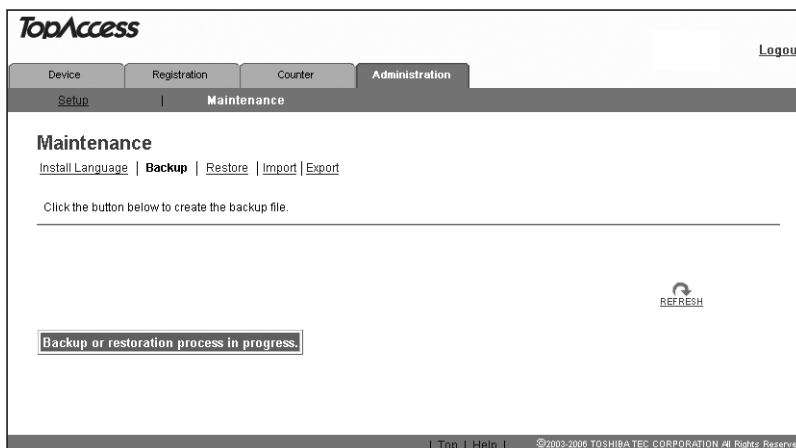 TopAccess
Logou
Device Registration Counter Administration
Setup | Maintenance
Maintenance
Install Language | Backup | Restore | Import | Export
Click the button below to create the backup file.
REFRESH
Backup or restoration process in progress.
| Top | Help | ©2003-2006 TOSHIBA TEC CORPORATION All Rights Reserve